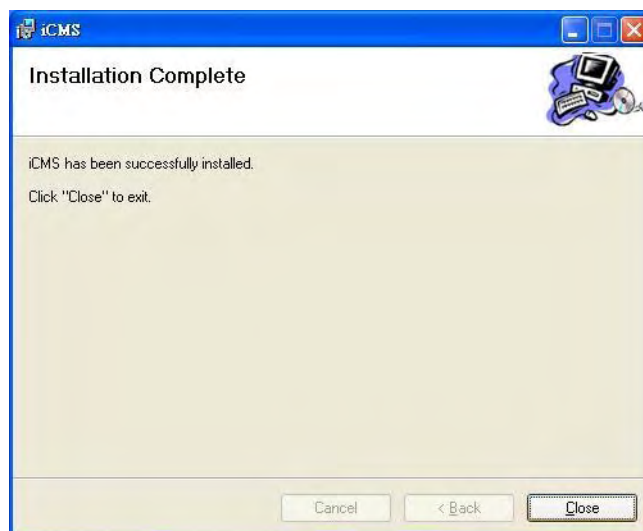 iCMS
Installation Complete
iCMS has been successfully installed.
Click "Close" to exit.
Cancel
< Back
Close